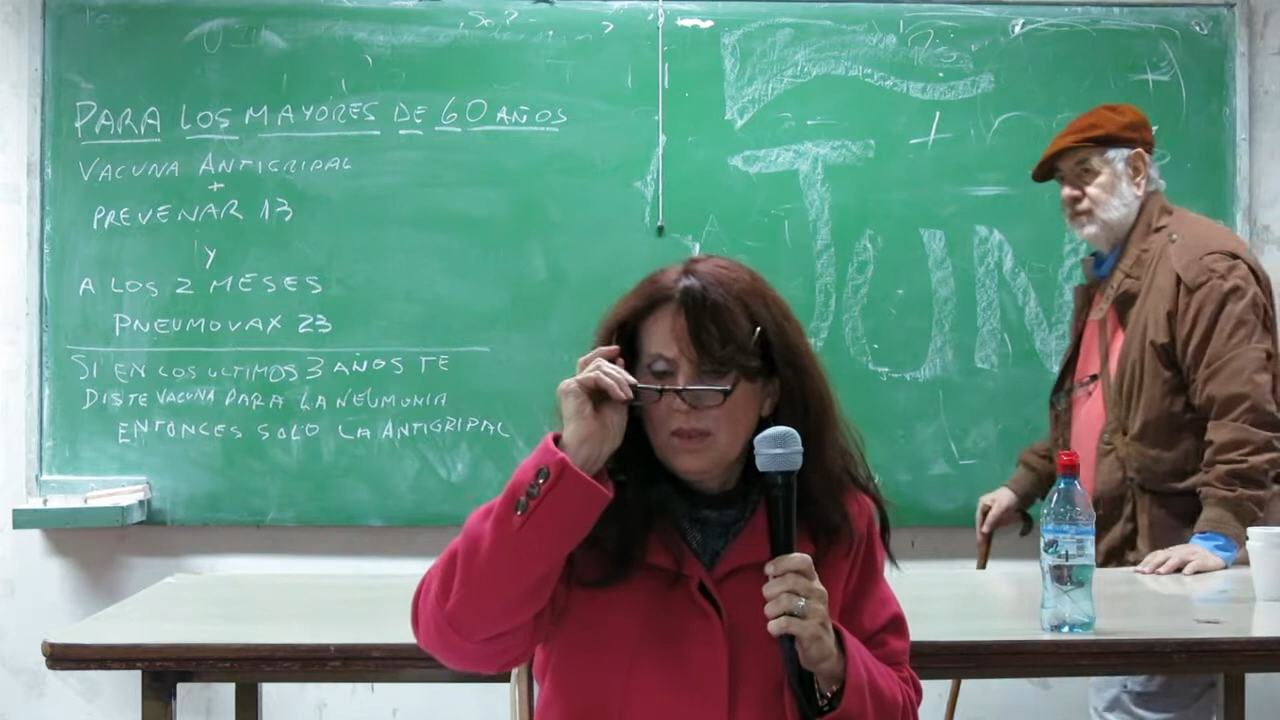 PARA LOS MAYORES DE 60 AÑOS
VACUNA ANTIGRIPAL
+
PREVENAR 13
Y
A LOS 2 MESES
PNEUMOVAX 23
SI EN LOS ULTIMOS 3 AÑOS TE
DISTE VACUNA PARA LA NEUMONIA
ENTONCES SOLO LA ANTIGRIPAL
JUN